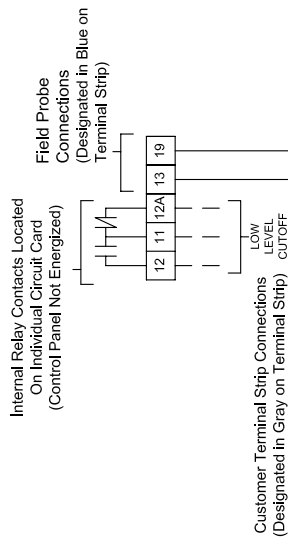 Internal Relay Contacts Located
On Individual Circuit Card
(Control Panel Not Energized)
Field Probe
Connections
(Designated in Blue on
Terminal Strip)
12
11
12A
13
19
LOW
LEVEL
CUTOFF
Customer Terminal Strip Connections
(Designated in Gray on Terminal Strip)